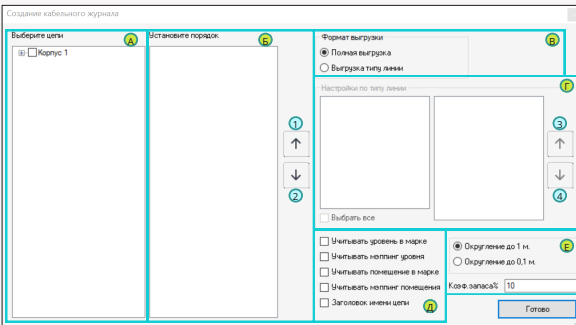 Создание кабельного журнала
Выберите цепи
А
Установите порядок
Б
Формат выгрузки
В
Корпус 1
Полная выгрузка
Выгрузка типу линии
Настройки по типу линии
Г
1
2
3
4
Выбрать все
Учитывать уровень в марке
Учитывать мэппинг уровня
Учитывать помещение в марке
Учитывать мэппинг помещения
Заголовок имени цепи
Д
Округление до 1 м.
Е
Округление до 0,1 м.
Коэф.запаса% 10
Готово